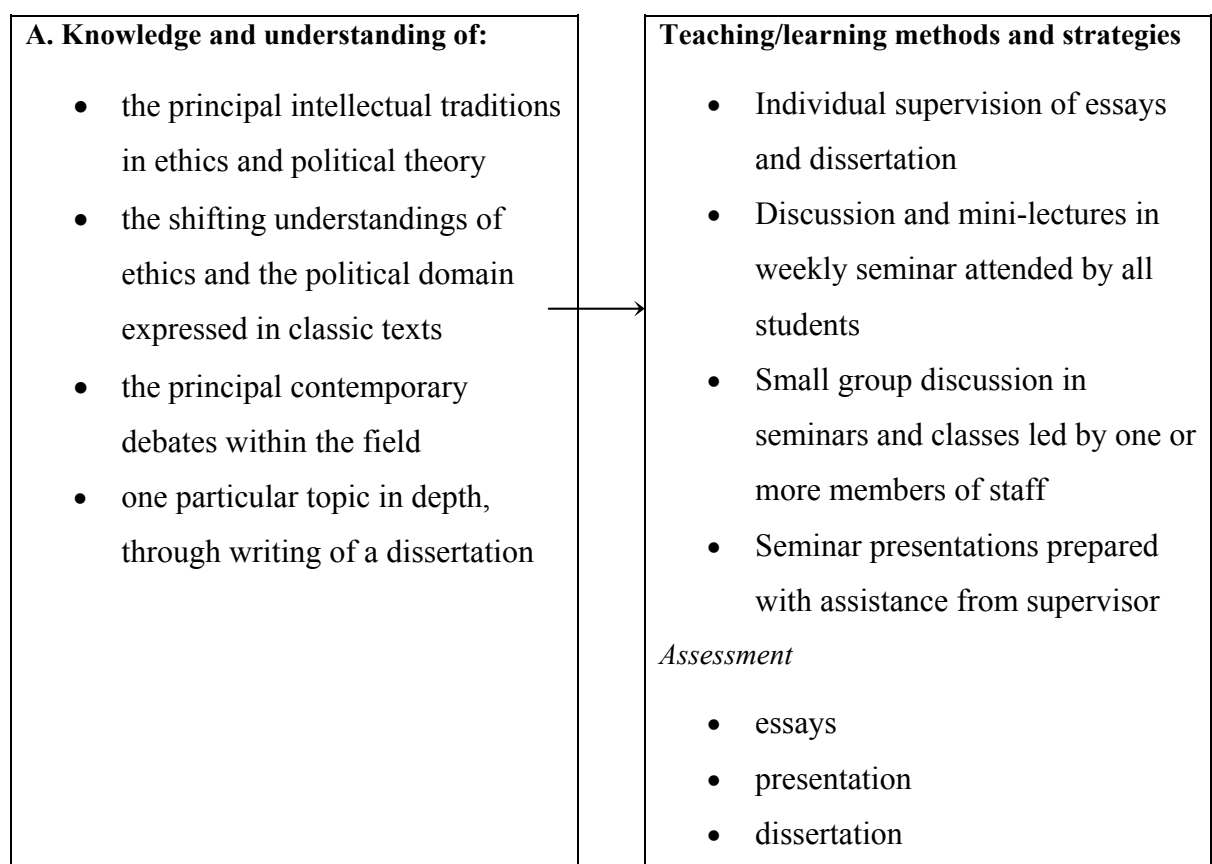 A. Knowledge and understanding of:
• the principal intellectual traditions
in ethics and political theory
• the shifting understandings of
ethics and the political domain
expressed in classic texts
• the principal contemporary
debates within the field
• one particular topic in depth,
through writing of a dissertation
Teaching/learning methods and strategies
• Individual supervision of essays
and dissertation
• Discussion and mini-lectures in
weekly seminar attended by all
students
• Small group discussion in
seminars and classes led by one or
more members of staff
• Seminar presentations prepared
with assistance from supervisor
Assessment
• essays
• presentation
• dissertation